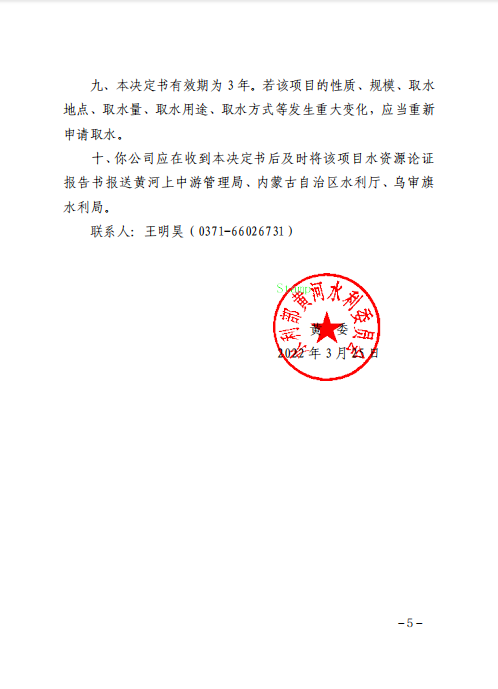 九、本决定书有效期为 3 年。若该项目的性质、规模、取水
地点、取水量、取水用途、取水方式等发生重大变化，应当重新
申请取水。
十、你公司应在收到本决定书后及时将该项目水资源论证
报告书报送黄河上中游管理局、内蒙古自治区水利厅、乌审旗
水利局。
联系人：王明昊（0371-66026731）
水利部黄河水利委员会
黄 委
2022 年 3 月 25 日
-5-